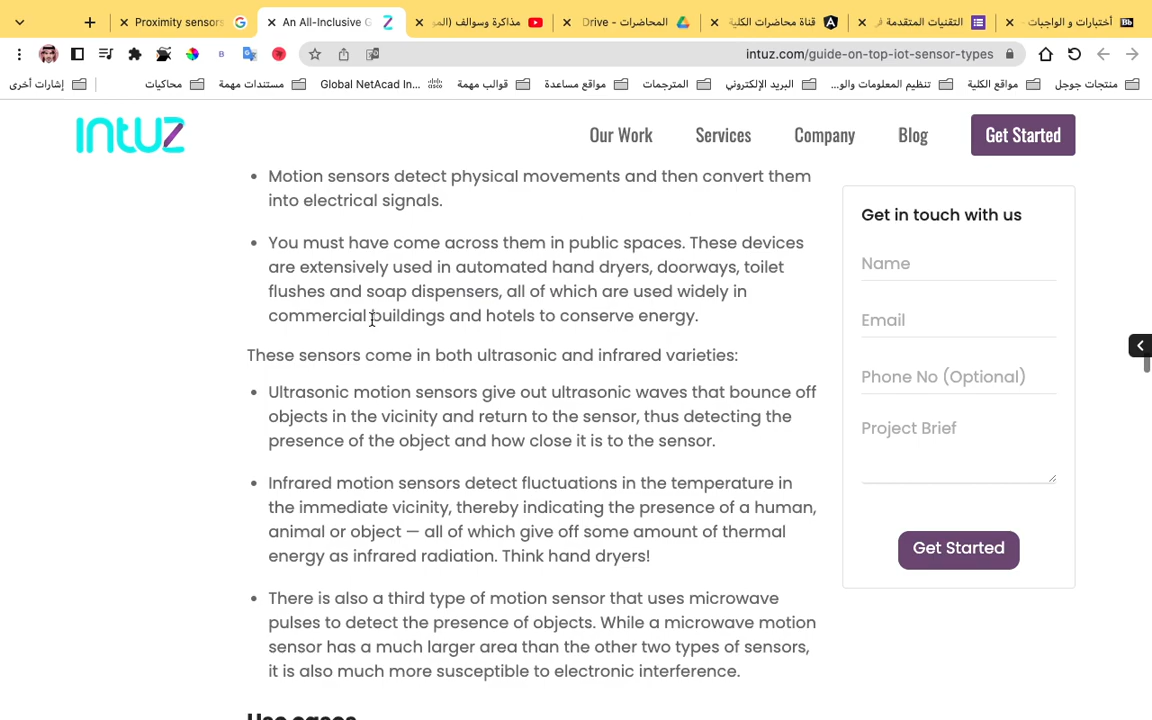 Proximity sensors
An All-Inclusive G
مذاكرة وسوالف
المحاضرات - Drive
قناة محاضرات الكلية
التقنيات المتقدمة في
أختبارات و الواجبات
intuz.com/guide-on-top-iot-sensor-types
إشارات أخرى
محاكيات
مستندات مهمة
Global NetAcad In...
قوالب مهمة
مواقع مساعدة
المترجمات
البريد الإلكتروني
تنظيم المعلومات والو...
مواقع الكلية
منتجات جوجل
INTUZ
Our Work
Services
Company
Blog
Get Started
Motion sensors detect physical movements and then convert them
into electrical signals.
You must have come across them in public spaces. These devices
are extensively used in automated hand dryers, doorways, toilet
flushes and soap dispensers, all of which are used widely in
commercial buildings and hotels to conserve energy.
These sensors come in both ultrasonic and infrared varieties:
Ultrasonic motion sensors give out ultrasonic waves that bounce off
objects in the vicinity and return to the sensor, thus detecting the
presence of the object and how close it is to the sensor.
Infrared motion sensors detect fluctuations in the temperature in
the immediate vicinity, thereby indicating the presence of a human,
animal or object — all of which give off some amount of thermal
energy as infrared radiation. Think hand dryers!
There is also a third type of motion sensor that uses microwave
pulses to detect the presence of objects. While a microwave motion
sensor has a much larger area than the other two types of sensors,
it is also much more susceptible to electronic interference.
Use cases
Get in touch with us
Name
Email
Phone No (Optional)
Project Brief
Get Started